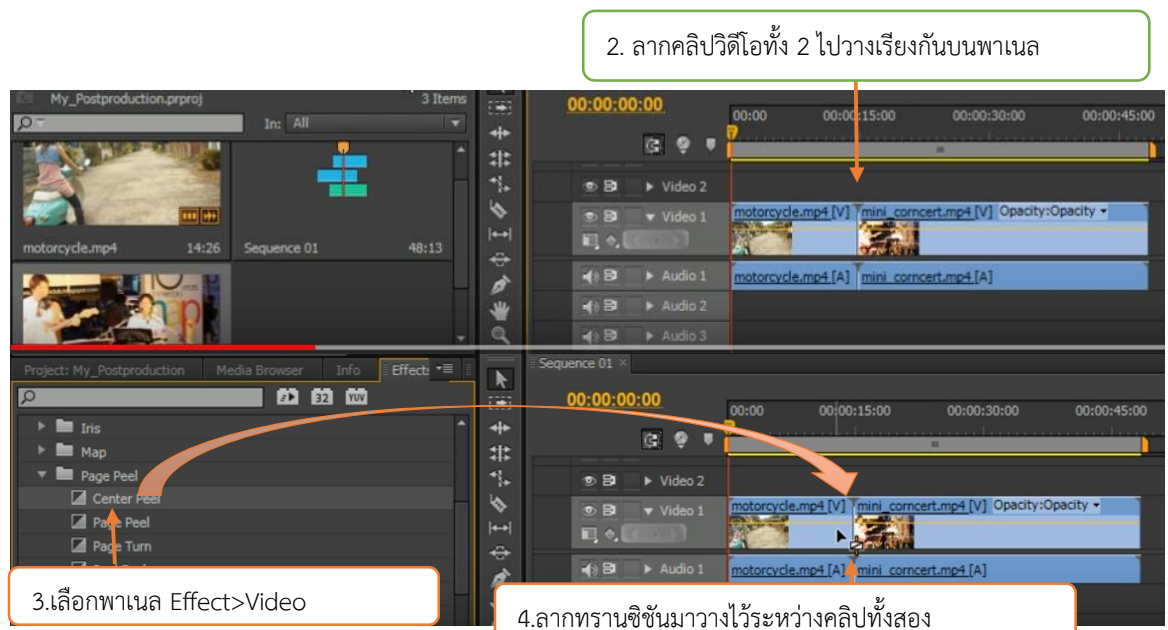 2. ลากคลิปวิดีโอทั้ง 2 ไปวางเรียงกันบนพาเนล
My_Postproduction.prproj 3 Items
In: All
motorcycle.mp4 14:26 Sequence 01 48:13
00:00:00:00
00:00 00:00:15:00 00:00:30:00 00:00:45:00
Video 2
Video 1 motorcycle.mp4 [V] mini_corncert.mp4 [V] Opacity:Opacity
Audio 1 motorcycle.mp4 [A] mini_corncert.mp4 [A]
Audio 2
Audio 3
Project: My_Postproduction Media Browser Info Effects
32 YUV
Iris
Map
Page Peel
Center Peel
Page Peel
Page Turn
Sequence 01
00:00:00:00
00:00 00:00:15:00 00:00:30:00 00:00:45:00
Video 2
Video 1 motorcycle.mp4 [V] mini_corncert.mp4 [V] Opacity:Opacity
Audio 1 motorcycle.mp4 [A] mini_corncert.mp4 [A]
3.เลือกพาเนล Effect>Video
4.ลากทรานซิชันมาวางไว้ระหว่างคลิปทั้งสอง